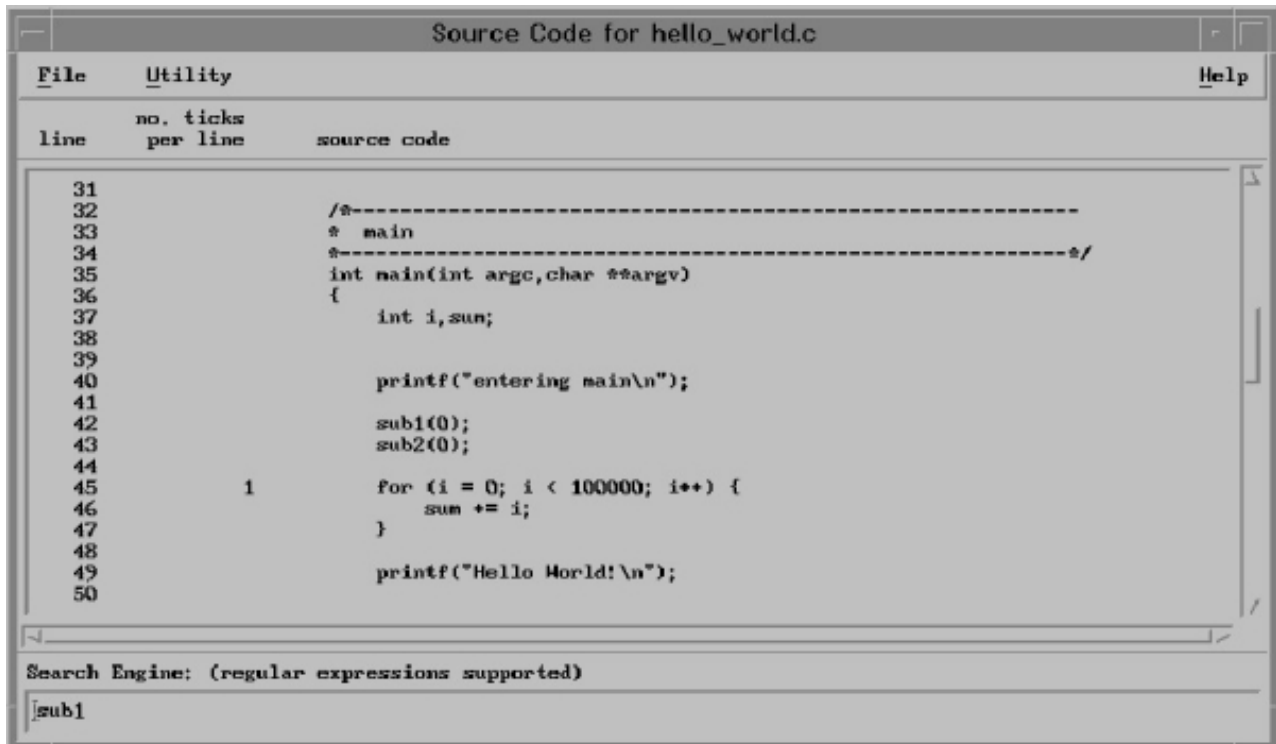 Source Code for hello_world.c
File Utility Help
no. ticks
line per line source code
31
32 /*-------------------------------------------------------------
33 * main
34 *-------------------------------------------------------------*/
35 int main(int argc,char **argv)
36 {
37 int i,sum;
38
39
40 printf("entering main\n");
41
42 sub1(0);
43 sub2(0);
44
45 1 for (i = 0; i < 100000; i++) {
46 sum += i;
47 }
48
49 printf("Hello World!\n");
50
Search Engine: (regular expressions supported)
sub1